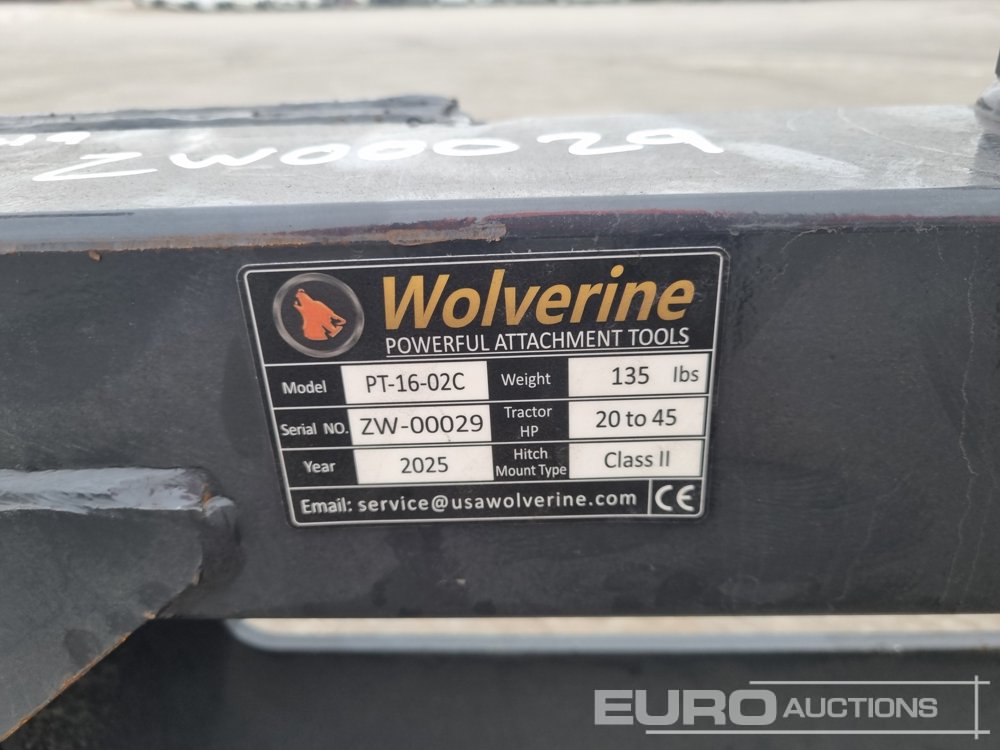 ZW00029
Wolverine
POWERFUL ATTACHMENT TOOLS
Model PT-16-02C Weight 135 lbs
Serial NO. ZW-00029 Tractor HP 20 to 45
Year 2025 Hitch Mount Type Class II
Email: service@usawolverine.com CE
EURO AUCTIONS